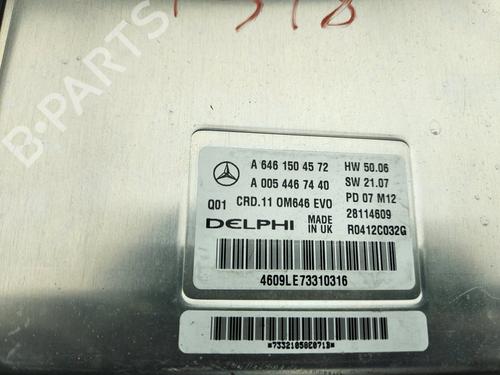 B-PARTS
A 646 150 45 72 HW 50.06
A 005 446 74 40 SW 21.07
Q01 CRD.11 OM646 EVO PD 07 M12
DELPHI MADE IN UK 28114609
R0412C032G
4609LE73310316